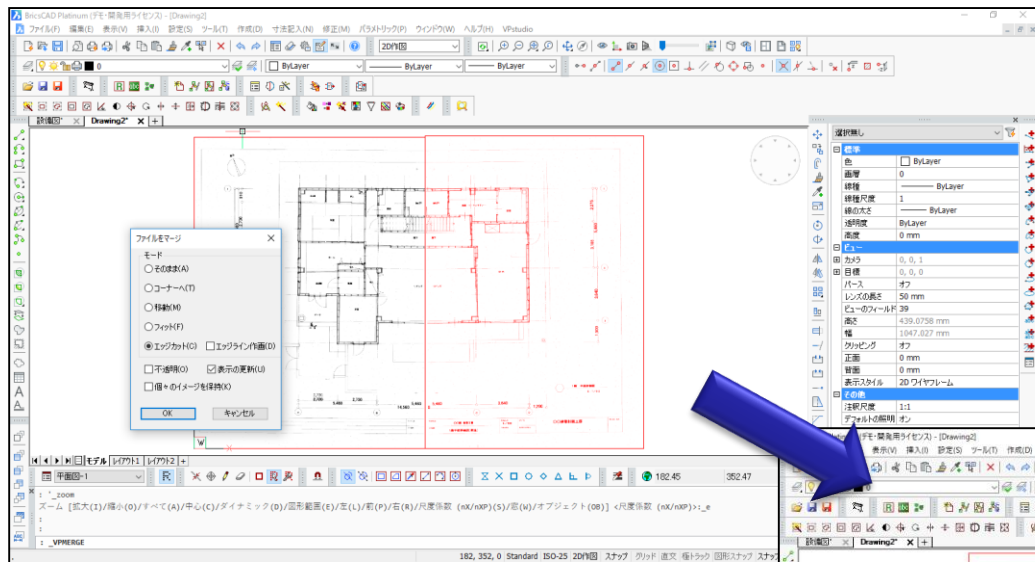 BricsCAD Platinum (デモ・開発用ライセンス) - [Drawing2]
ファイル(F) 編集(E) 表示(V) 挿入(I) 設定(S) ツール(T) 作成(D) 寸法記入(N) 修正(M) パラメトリック(P) ウィンドウ(W) ヘルプ(H) VPstudio
2D作図
0 ByLayer ByLayer ByLayer
設備図* Drawing2*
選択無し
標準
色 ByLayer
画層 0
線種 ByLayer
線種尺度 1
線の太さ ByLayer
透明度 ByLayer
高度 0 mm
ビュー
カメラ 0, 0, 1
目標 0, 0, 0
パース オフ
レンズの長さ 50 mm
ビューのフィールド 39
高さ 439.0758 mm
幅 1047.027 mm
クリッピング オフ
正面 0 mm
背面 0 mm
表示スタイル 2D ワイヤフレーム
その他
注釈尺度 1:1
デフォルトの照明 オン
ファイルをマージ
モード
そのまま(A)
コーナーへ(T)
移動(M)
フィット(F)
エッジカット(C) エッジライン作画(D)
不透明(O) 表示の更新(U)
個々のイメージを保持(K)
OK キャンセル
W
X
モデル レイアウト1 レイアウト2
平面図-1
182.45 352.47
: '_zoom
ズーム [拡大(I)/縮小(O)/すべて(A)/中心(C)/ダイナミック(D)/図形範囲(E)/左(L)/前(P)/右(R)/尺度係数 (nX/nXP)(S)/窓(W)/オブジェクト(OB)] <尺度係数 (nX/nXP)>:_e
:
:
: _VPMERGE
182, 352, 0 Standard ISO-25 2D作図 スナップ グリッド 直交 極トラック 図形スナップ スナップ
(デモ・開発用ライセンス) - [Drawing2]
表示(V) 挿入(I) 設定(S) ツール(T) 作成(D)
0
設備図* Drawing2*